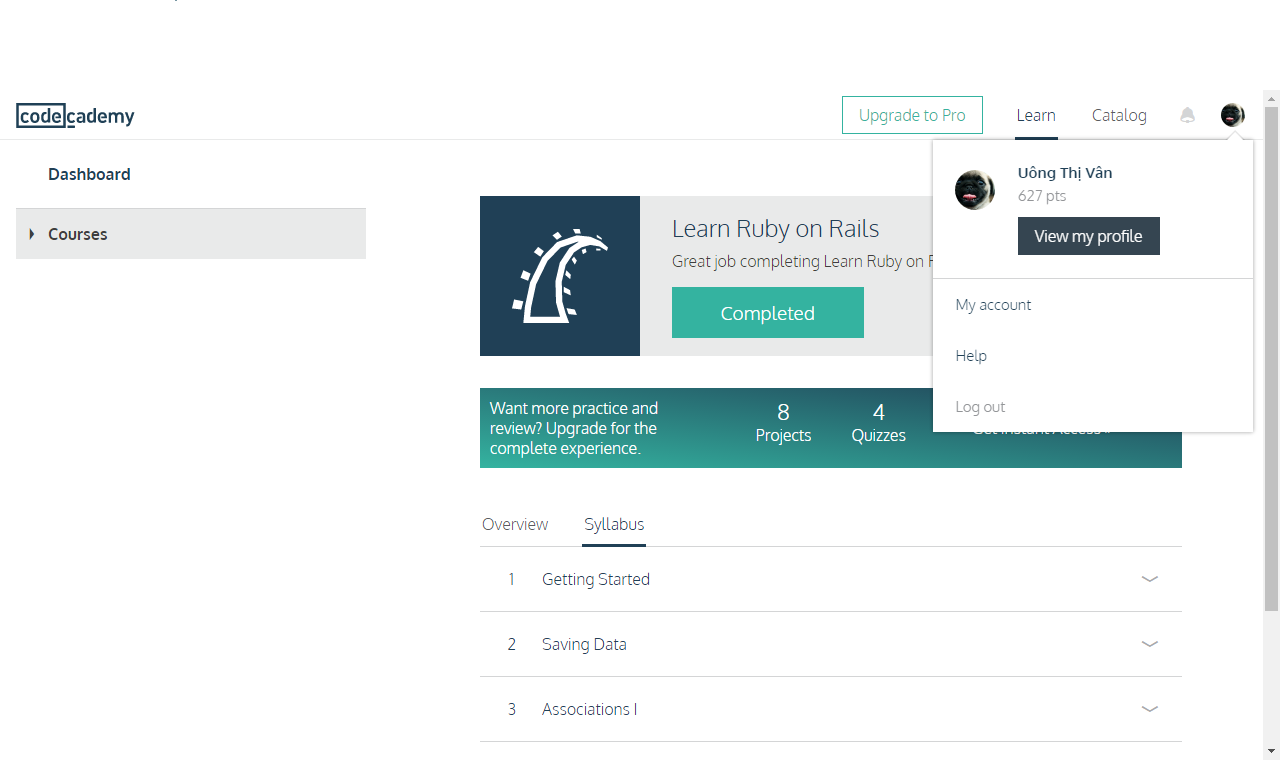 codecademy
Upgrade to Pro
Learn
Catalog
Dashboard
Courses
Uông Thị Vân
627 pts
View my profile
My account
Help
Log out
Learn Ruby on Rails
Great job completing Learn Ruby on
Completed
Want more practice and
review? Upgrade for the
complete experience.
8
Projects
4
Quizzes
Overview
Syllabus
1 Getting Started
2 Saving Data
3 Associations I